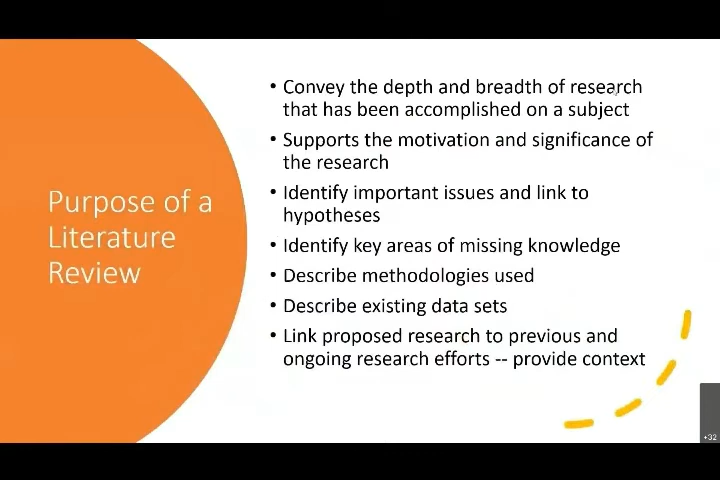 Purpose of a
Literature
Review
• Convey the depth and breadth of research
that has been accomplished on a subject
• Supports the motivation and significance of
the research
• Identify important issues and link to
hypotheses
• Identify key areas of missing knowledge
• Describe methodologies used
• Describe existing data sets
• Link proposed research to previous and
ongoing research efforts -- provide context
+32